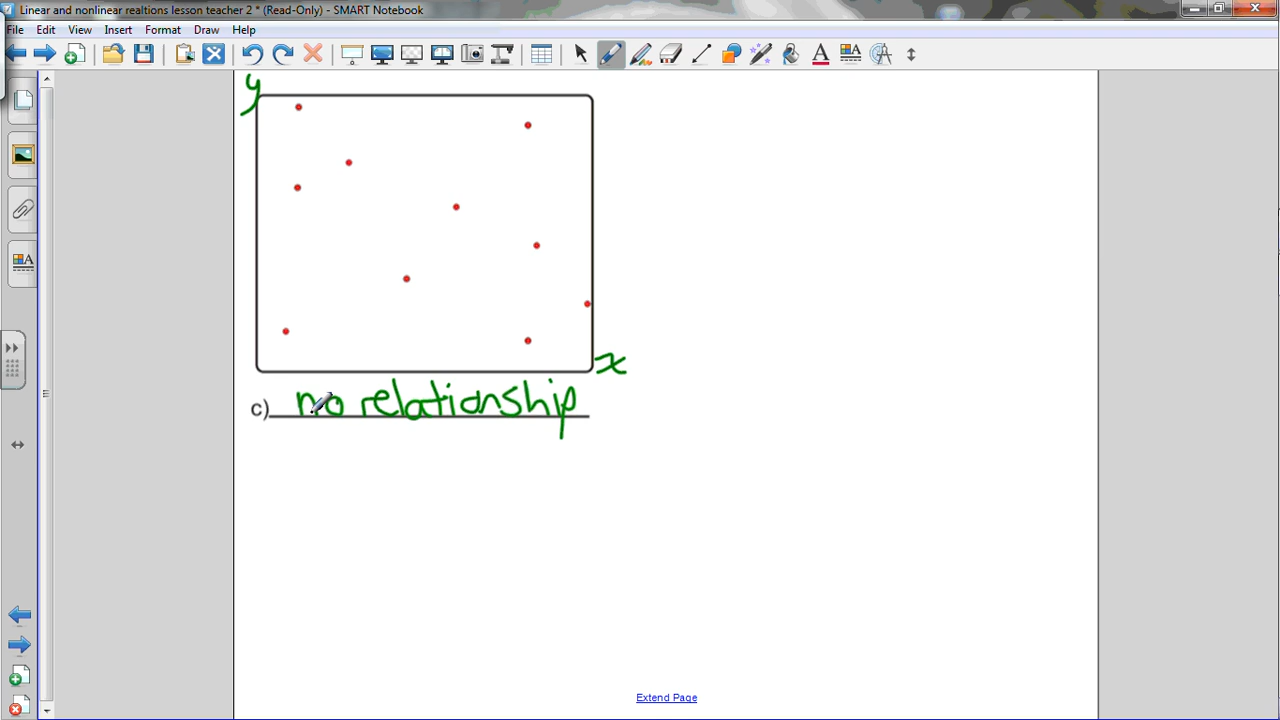 Linear and nonlinear realtions lesson teacher 2 * (Read-Only) - SMART Notebook
File Edit View Insert Format Draw Help
y
x
c) no relationship
Extend Page